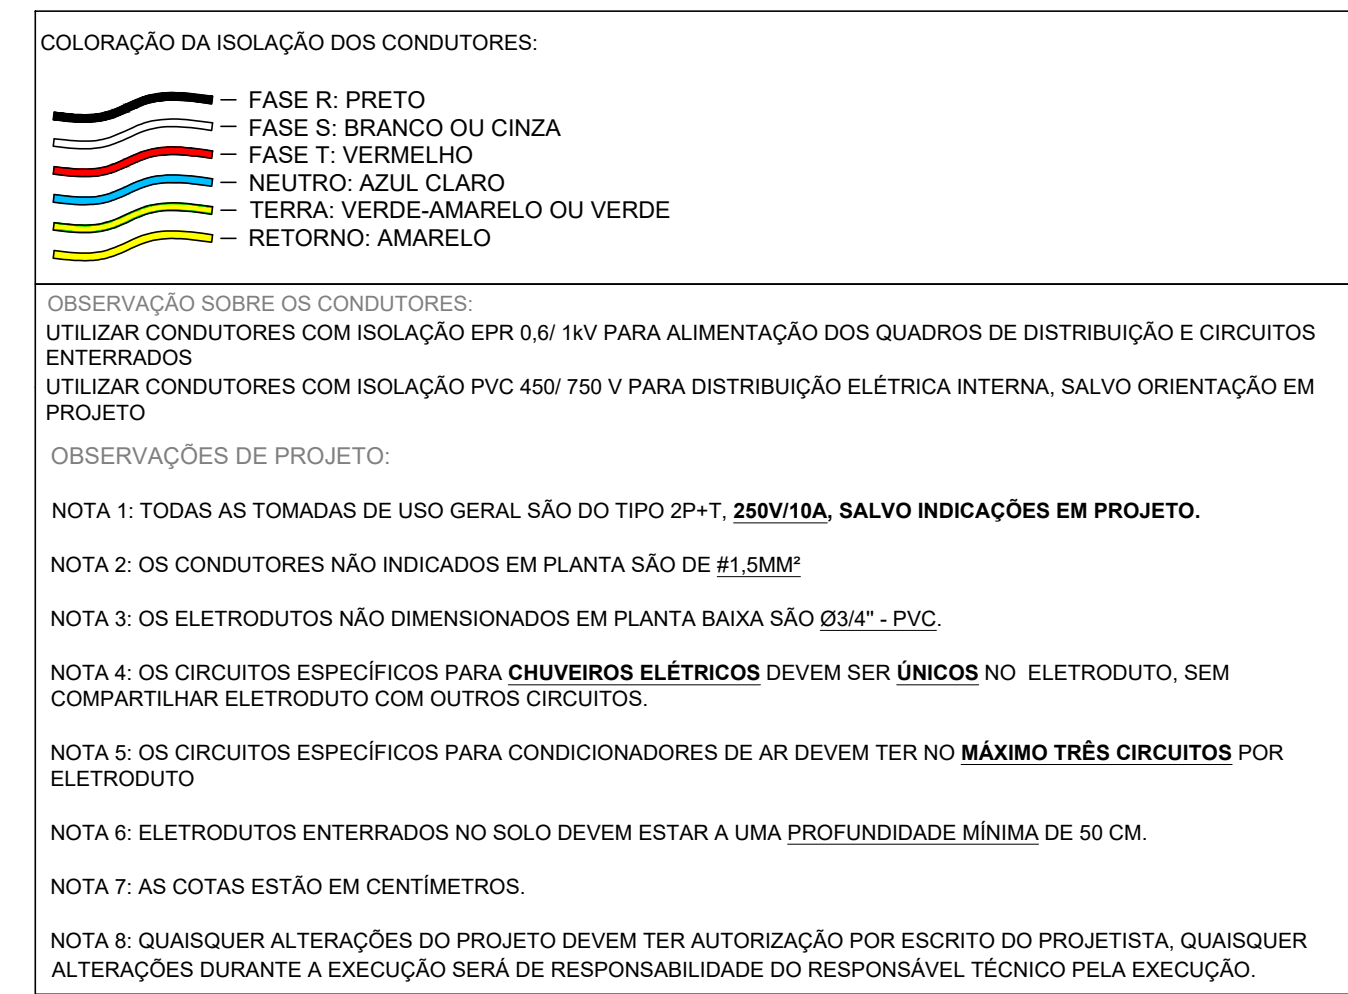 COLORAÇÃO DA ISOLAÇÃO DOS CONDUTORES:
FASE R: PRETO
FASE S: BRANCO OU CINZA
FASE T: VERMELHO
NEUTRO: AZUL CLARO
TERRA: VERDE-AMARELO OU VERDE
RETORNO: AMARELO
OBSERVAÇÃO SOBRE OS CONDUTORES:
UTILIZAR CONDUTORES COM ISOLAÇÃO EPR 0,6/ 1kV PARA ALIMENTAÇÃO DOS QUADROS DE DISTRIBUIÇÃO E CIRCUITOS
ENTERRADOS
UTILIZAR CONDUTORES COM ISOLAÇÃO PVC 450/ 750 V PARA DISTRIBUIÇÃO ELÉTRICA INTERNA, SALVO ORIENTAÇÃO EM
PROJETO
OBSERVAÇÕES DE PROJETO:
NOTA 1: TODAS AS TOMADAS DE USO GERAL SÃO DO TIPO 2P+T, 250V/10A, SALVO INDICAÇÕES EM PROJETO.
NOTA 2: OS CONDUTORES NÃO INDICADOS EM PLANTA SÃO DE #1,5MM²
NOTA 3: OS ELETRODUTOS NÃO DIMENSIONADOS EM PLANTA BAIXA SÃO Ø3/4" - PVC.
NOTA 4: OS CIRCUITOS ESPECÍFICOS PARA CHUVEIROS ELÉTRICOS DEVEM SER ÚNICOS NO ELETRODUTO, SEM
COMPARTILHAR ELETRODUTO COM OUTROS CIRCUITOS.
NOTA 5: OS CIRCUITOS ESPECÍFICOS PARA CONDICIONADORES DE AR DEVEM TER NO MÁXIMO TRÊS CIRCUITOS POR
ELETRODUTO
NOTA 6: ELETRODUTOS ENTERRADOS NO SOLO DEVEM ESTAR A UMA PROFUNDIDADE MÍNIMA DE 50 CM.
NOTA 7: AS COTAS ESTÃO EM CENTÍMETROS.
NOTA 8: QUAISQUER ALTERAÇÕES DO PROJETO DEVEM TER AUTORIZAÇÃO POR ESCRITO DO PROJETISTA, QUAISQUER
ALTERAÇÕES DURANTE A EXECUÇÃO SERÁ DE RESPONSABILIDADE DO RESPONSÁVEL TÉCNICO PELA EXECUÇÃO.